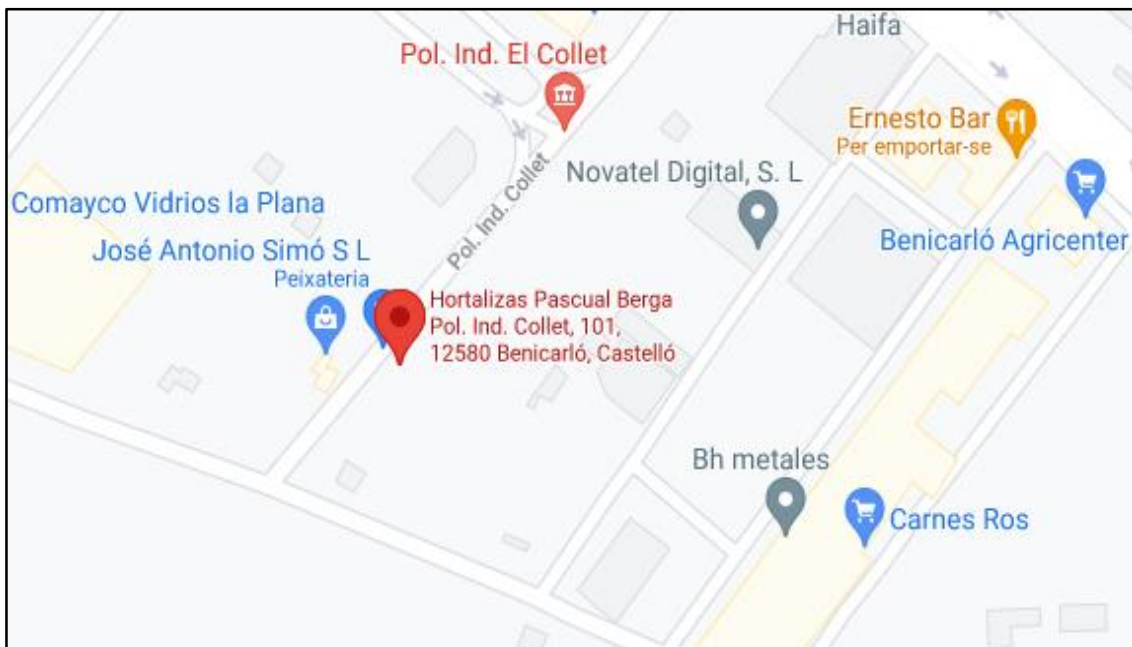 Haifa
Pol. Ind. El Collet
Ernesto Bar
Per emportar-se
Novatel Digital, S. L
Pol. Ind. Collet
Comayco Vidrios la Plana
Benicarló Agricenter
José Antonio Simó S L
Peixateria
Hortalizas Pascual Berga
Pol. Ind. Collet, 101,
12580 Benicarló, Castelló
Bh metales
Carnes Ros